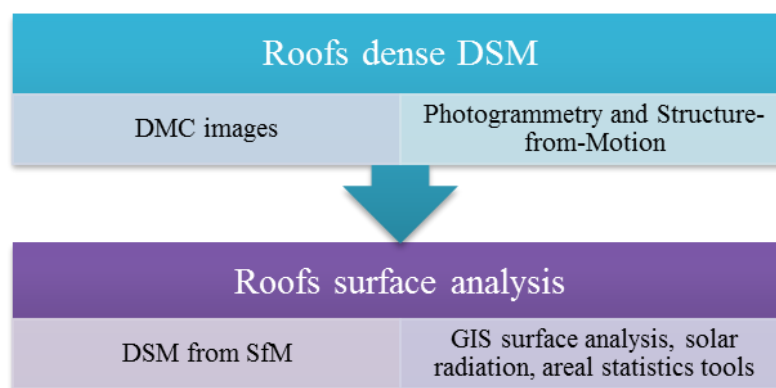 Roofs dense DSM
DMC images
Photogrammetry and Structure-
from-Motion
Roofs surface analysis
DSM from SfM
GIS surface analysis, solar
radiation, areal statistics tools